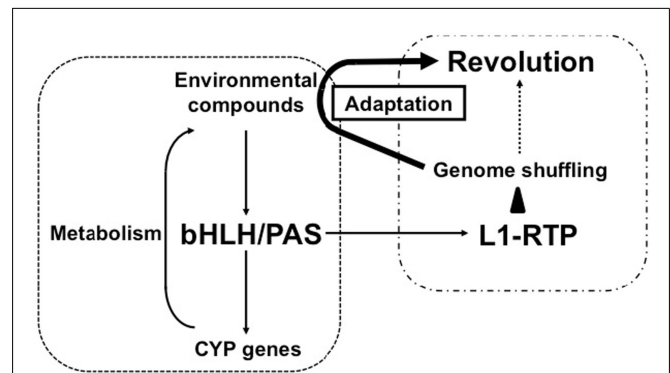 Environmental
compounds
Revolution
Adaptation
Genome shuffling
Metabolism
bHLH/PAS
L1-RTP
CYP genes